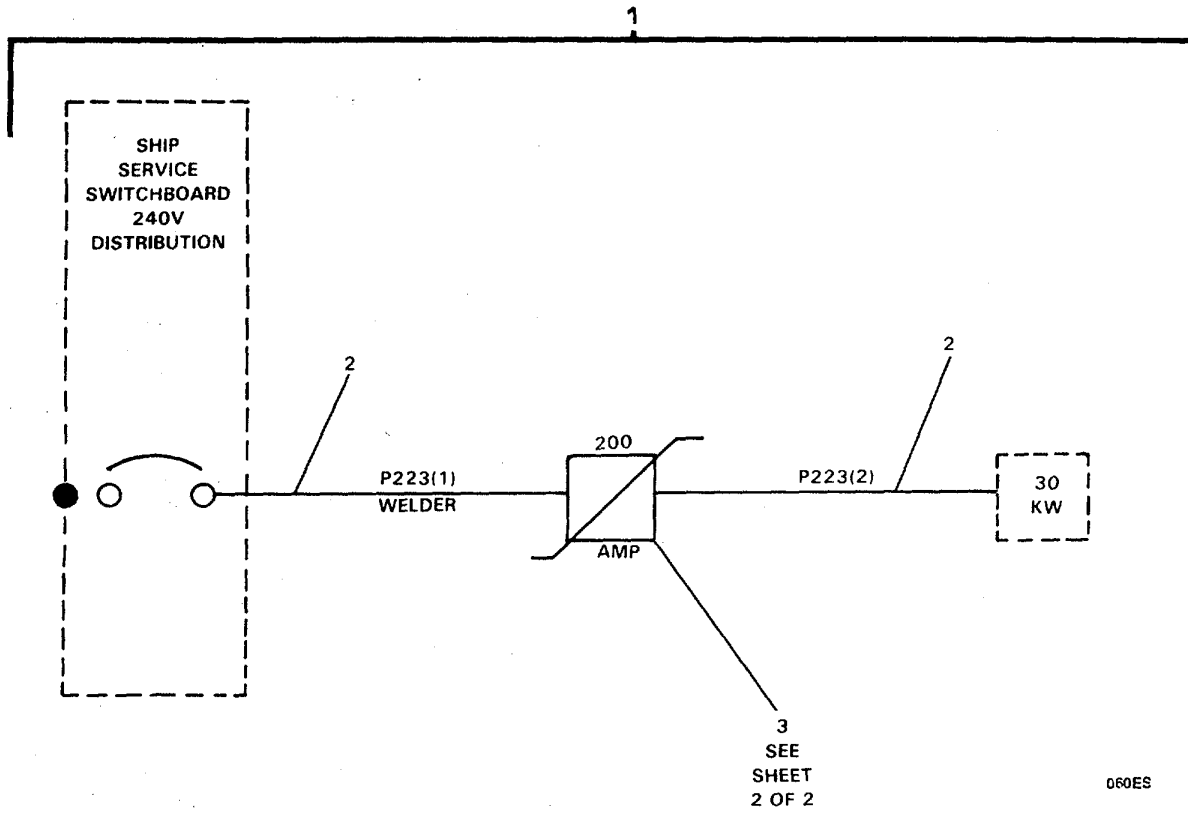 1
SHIP
SERVICE
SWITCHBOARD
240V
DISTRIBUTION
2
2
P223(1)
WELDER
200
AMP
P223(2)
30
KW
3
SEE
SHEET
2 OF 2
060ES